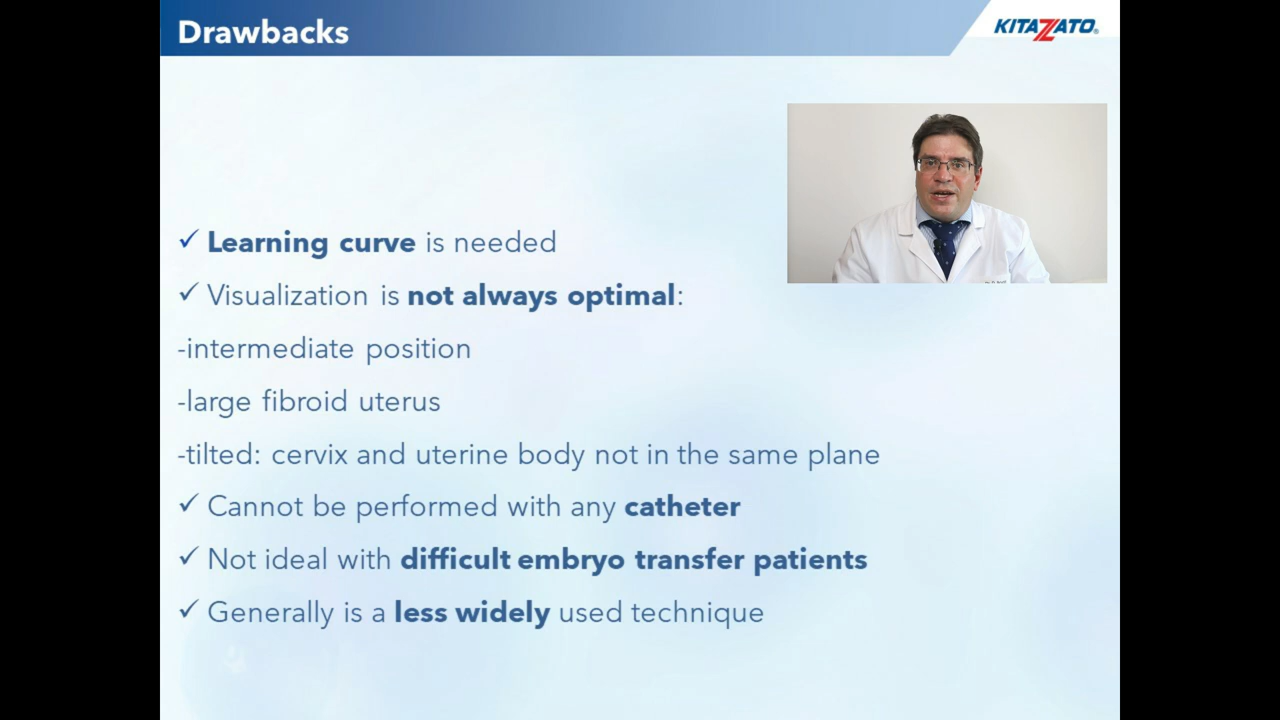 Drawbacks
KITAZATO®
✓ Learning curve is needed
✓ Visualization is not always optimal:
-intermediate position
-large fibroid uterus
-tilted: cervix and uterine body not in the same plane
✓ Cannot be performed with any catheter
✓ Not ideal with difficult embryo transfer patients
✓ Generally is a less widely used technique